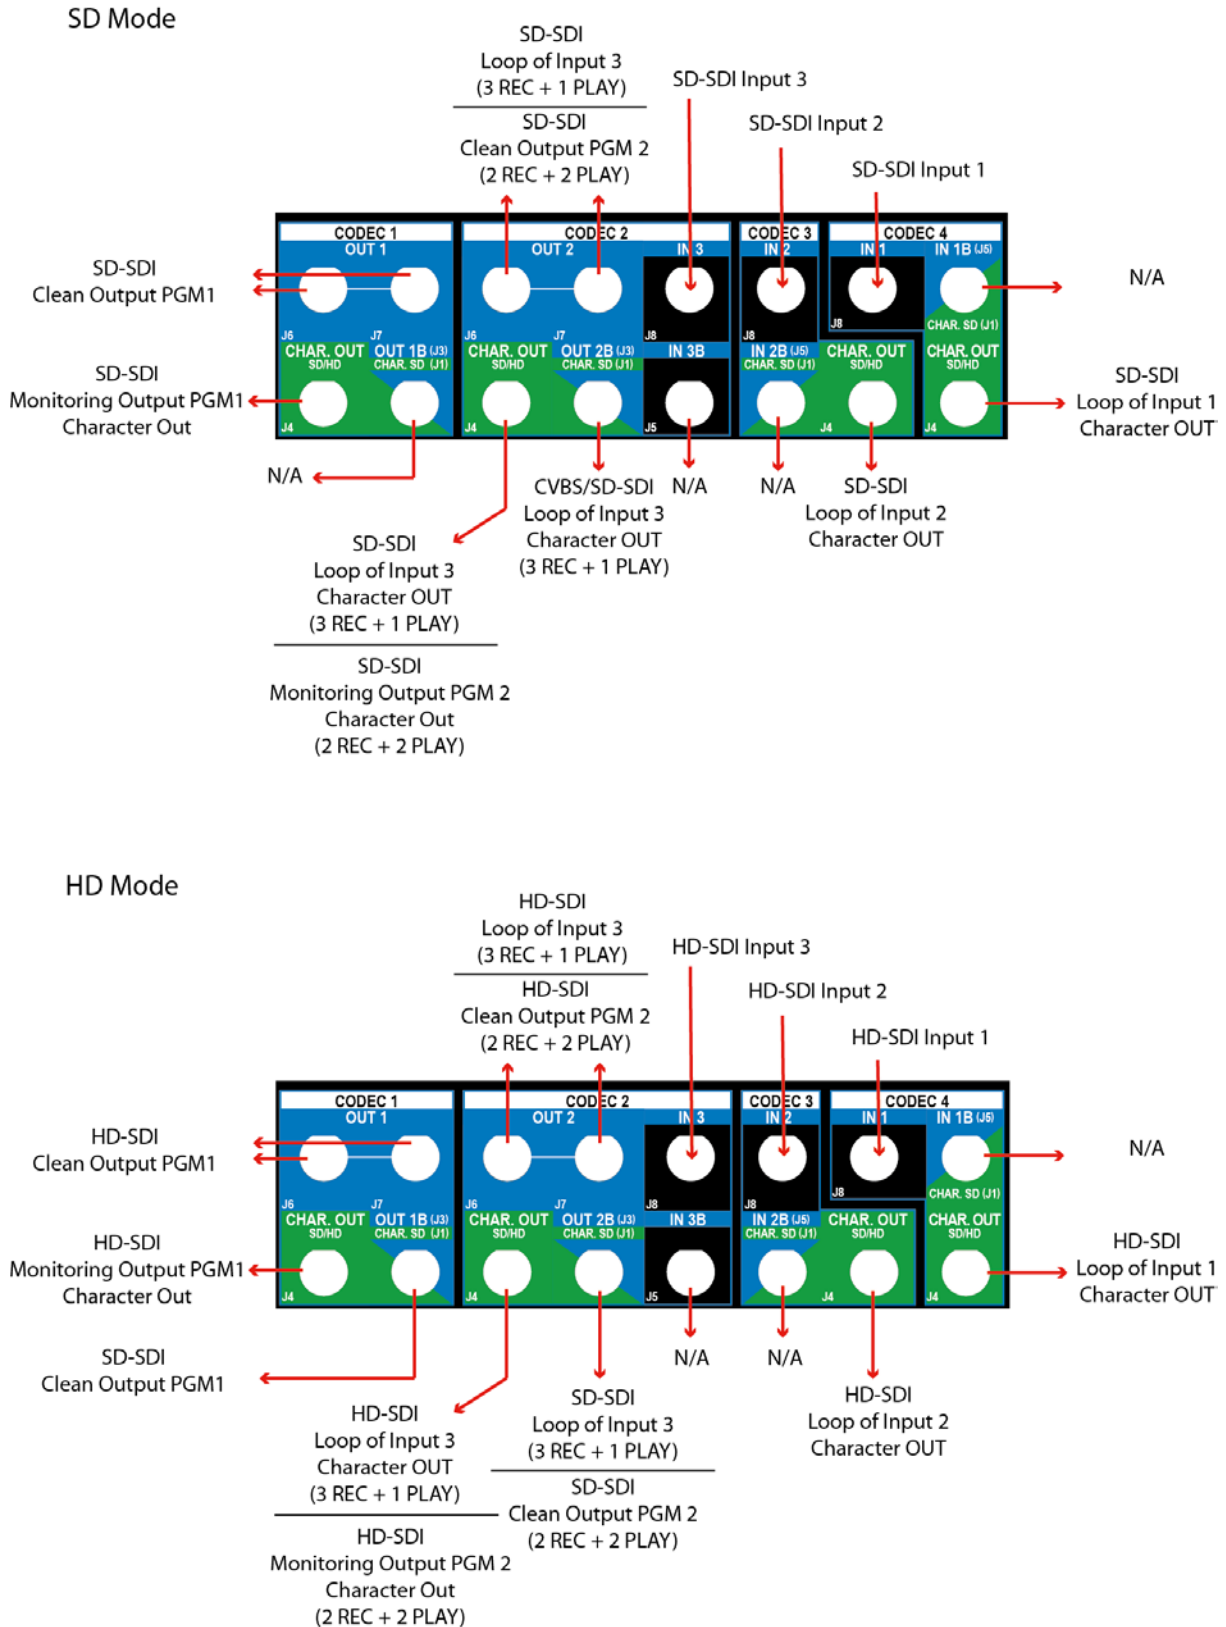 SD Mode
SD-SDI
Loop of Input 3
(3 REC + 1 PLAY)
SD-SDI
Clean Output PGM 2
(2 REC + 2 PLAY)
SD-SDI Input 3
SD-SDI Input 2
SD-SDI Input 1
CODEC 1
CODEC 2
CODEC 3
CODEC 4
OUT 1
OUT 2
IN 3
IN 2
IN 1
IN 1B (J5)
SD-SDI
Clean Output PGM1
N/A
J6
J7
J6
J7
J8
J8
J8
CHAR. SD (J1)
CHAR. OUT
SD/HD
OUT 1B (J3)
CHAR. SD (J1)
CHAR. OUT
SD/HD
OUT 2B (J3)
CHAR. SD (J1)
IN 3B
IN 2B (J5)
CHAR. SD (J1)
CHAR. OUT
SD/HD
CHAR. OUT
SD/HD
J4
J4
J5
J4
J4
SD-SDI
Monitoring Output PGM1
Character Out
SD-SDI
Loop of Input 1
Character OUT
N/A
CVBS/SD-SDI
Loop of Input 3
Character OUT
(3 REC + 1 PLAY)
N/A
N/A
SD-SDI
Loop of Input 2
Character OUT
SD-SDI
Loop of Input 3
Character OUT
(3 REC + 1 PLAY)
SD-SDI
Monitoring Output PGM 2
Character Out
(2 REC + 2 PLAY)
HD Mode
HD-SDI
Loop of Input 3
(3 REC + 1 PLAY)
HD-SDI
Clean Output PGM 2
(2 REC + 2 PLAY)
HD-SDI Input 3
HD-SDI Input 2
HD-SDI Input 1
CODEC 1
CODEC 2
CODEC 3
CODEC 4
OUT 1
OUT 2
IN 3
IN 2
IN 1
IN 1B (J5)
HD-SDI
Clean Output PGM1
N/A
J6
J7
J6
J7
J8
J8
J8
CHAR. SD (J1)
CHAR. OUT
SD/HD
OUT 1B (J3)
CHAR. SD (J1)
CHAR. OUT
SD/HD
OUT 2B (J3)
CHAR. SD (J1)
IN 3B
IN 2B (J5)
CHAR. SD (J1)
CHAR. OUT
SD/HD
CHAR. OUT
SD/HD
J4
J4
J5
J4
J4
HD-SDI
Monitoring Output PGM1
Character Out
HD-SDI
Loop of Input 1
Character OUT
SD-SDI
Clean Output PGM1
N/A
N/A
HD-SDI
Loop of Input 3
Character OUT
(3 REC + 1 PLAY)
HD-SDI
Monitoring Output PGM 2
Character Out
(2 REC + 2 PLAY)
SD-SDI
Loop of Input 3
(3 REC + 1 PLAY)
SD-SDI
Clean Output PGM 2
(2 REC + 2 PLAY)
HD-SDI
Loop of Input 2
Character OUT